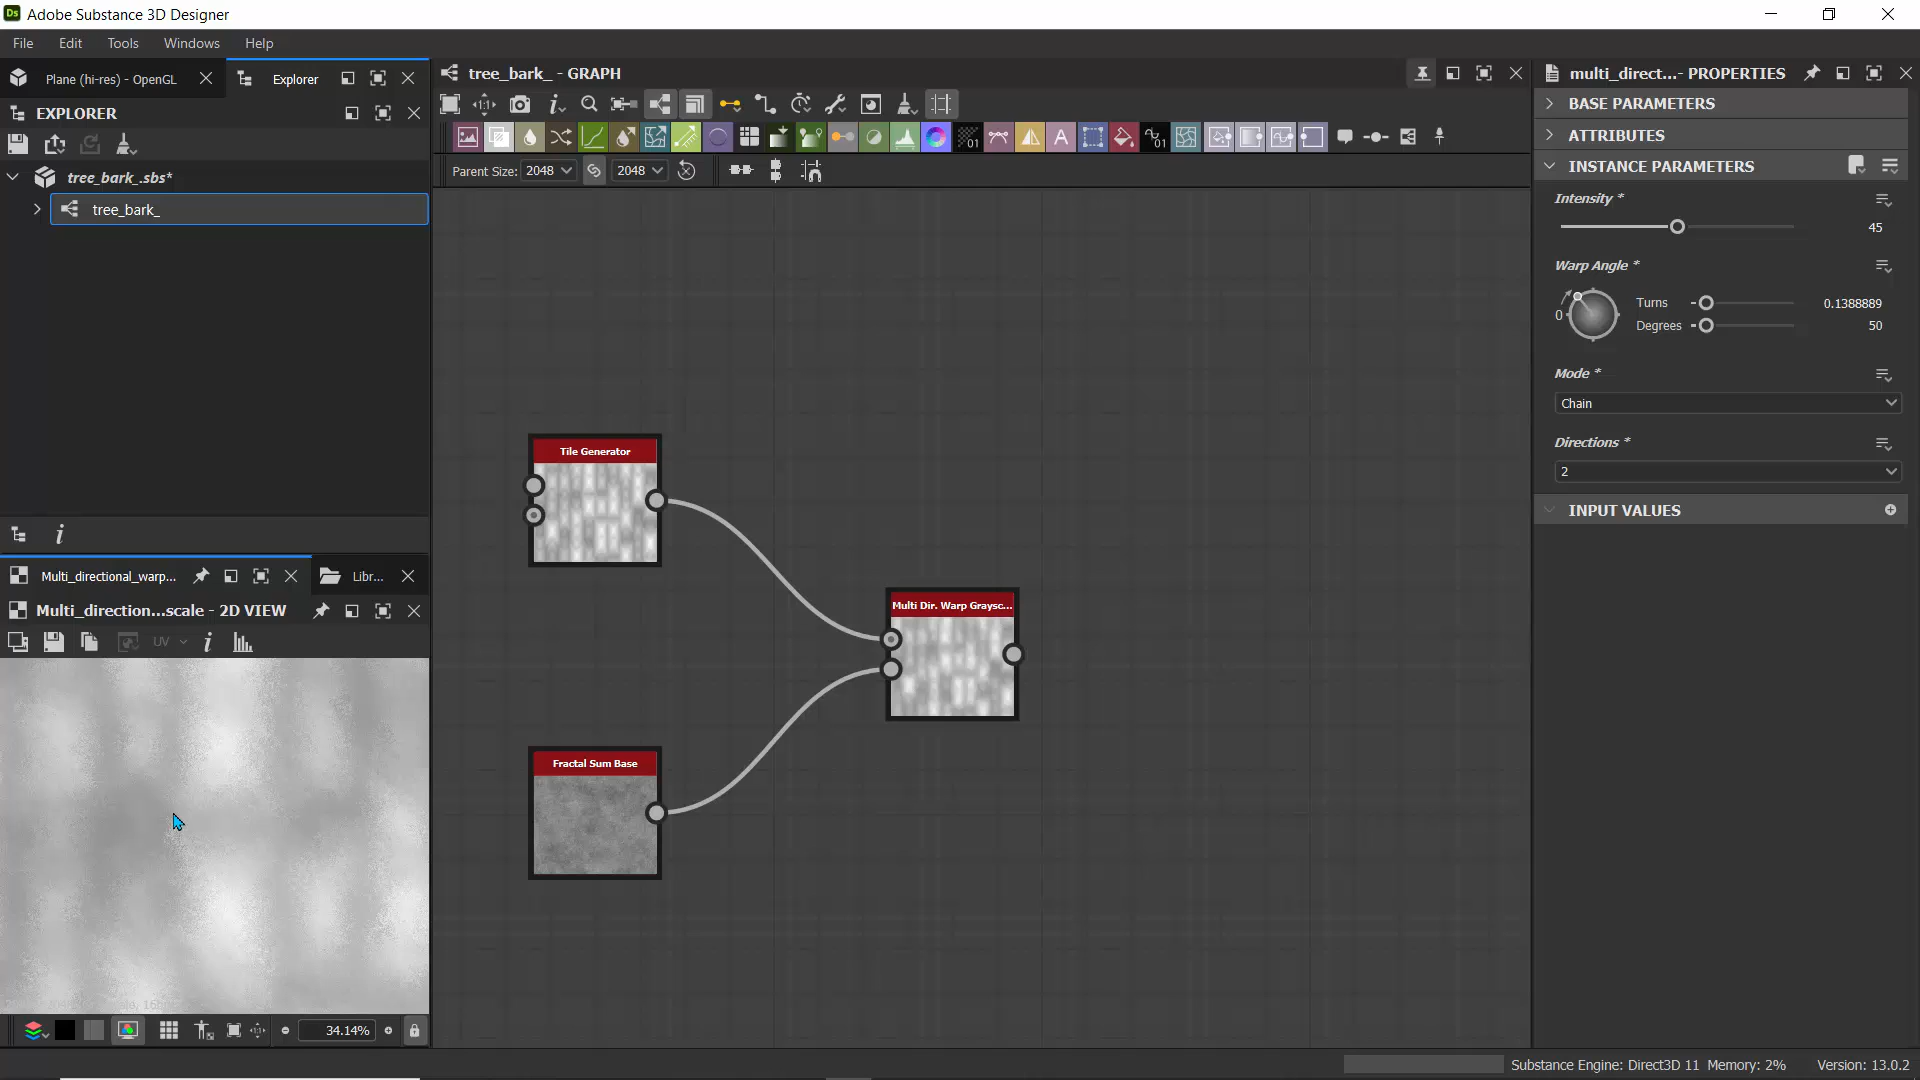 Ds Adobe Substance 3D Designer
File Edit Tools Windows Help
Plane (hi-res) - OpenGL
Explorer
EXPLORER
tree_bark_.sbs*
tree_bark_
tree_bark_ - GRAPH
Parent Size: 2048 2048
Tile Generator
Multi Dir. Warp Graysc...
Fractal Sum Base
Multi_directional_warp...
Libr...
Multi_direction...scale - 2D VIEW
UV
34.14%
multi_direct...- PROPERTIES
BASE PARAMETERS
ATTRIBUTES
INSTANCE PARAMETERS
Intensity *
45
Warp Angle *
0
Turns 0.1388889
Degrees 50
Mode *
Chain
Directions *
2
INPUT VALUES
Substance Engine: Direct3D 11 Memory: 2% Version: 13.0.2